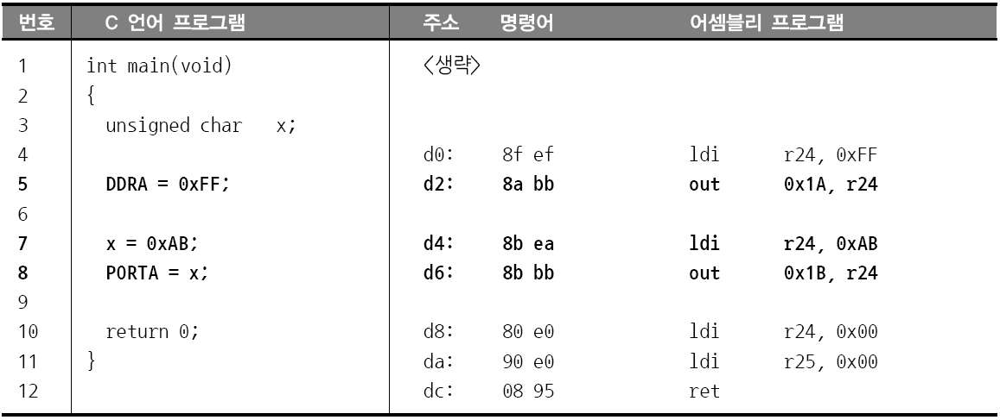 번호 C 언어 프로그램 주소 명령어 어셈블리 프로그램
1 int main(void) <생략>
2 {
3 unsigned char x;
4 d0: 8f ef ldi r24, 0xFF
5 DDRA = 0xFF; d2: 8a bb out 0x1A, r24
6
7 x = 0xAB; d4: 8b ea ldi r24, 0xAB
8 PORTA = x; d6: 8b bb out 0x1B, r24
9
10 return 0; d8: 80 e0 ldi r24, 0x00
11 } da: 90 e0 ldi r25, 0x00
12 dc: 08 95 ret